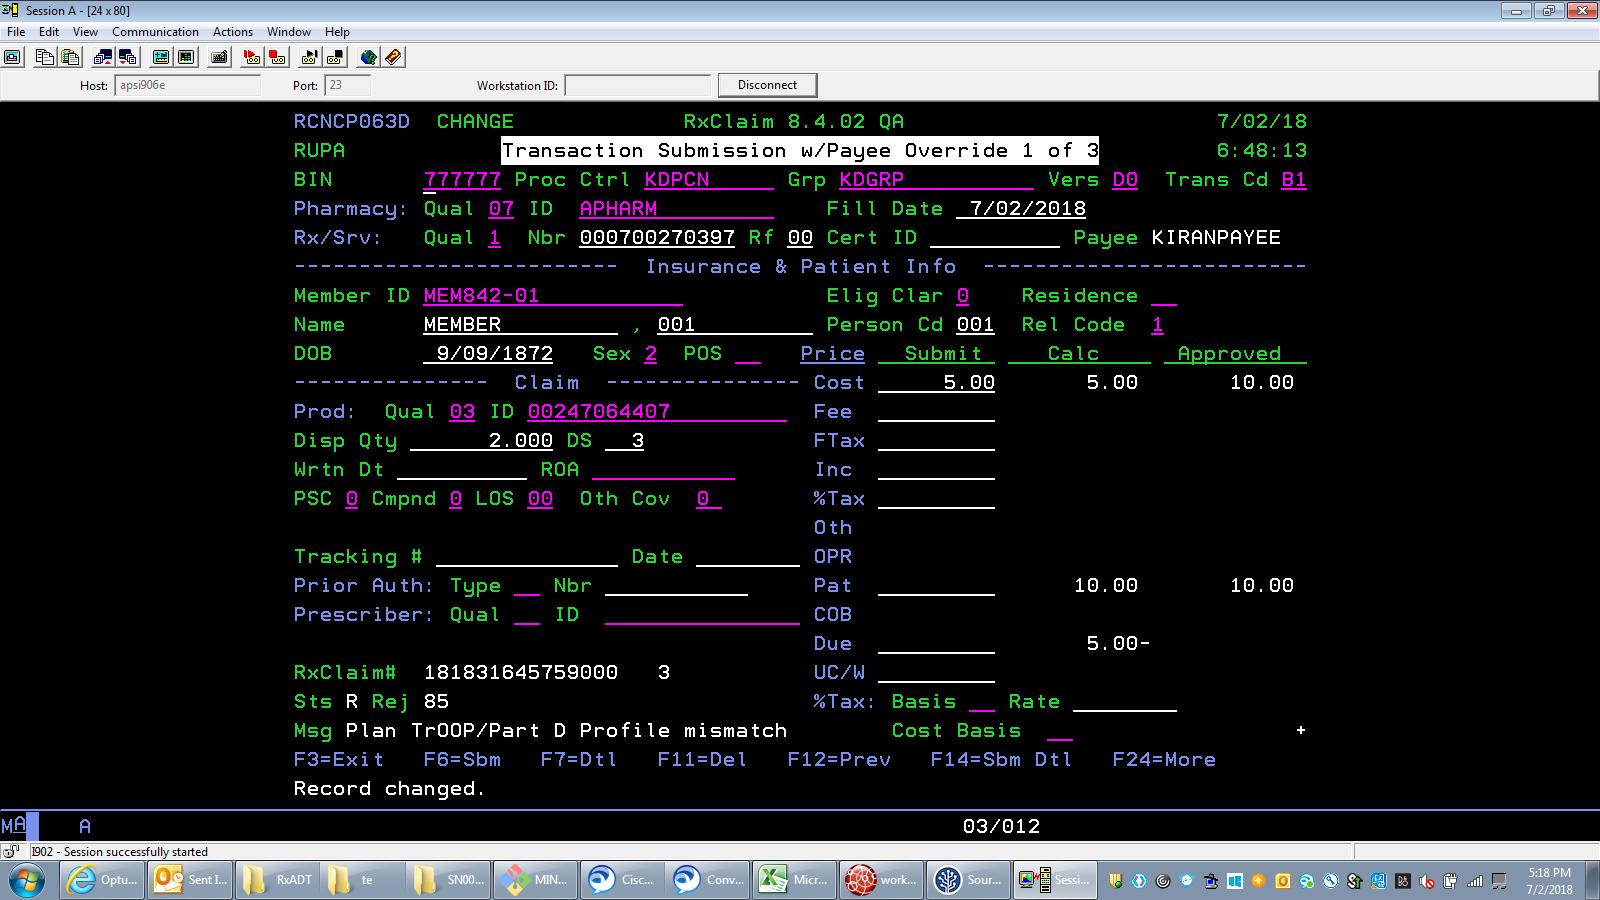 Session A - [24 x 80]
File Edit View Communication Actions Window Help
Host: apsi906e Port: 23 Workstation ID: Disconnect
RCNCP063D CHANGE RxClaim 8.4.02 QA 7/02/18
RUPA Transaction Submission w/Payee Override 1 of 3 6:48:13
BIN 777777 Proc Ctrl KDPCN Grp KDGRP Vers D0 Trans Cd B1
Pharmacy: Qual 07 ID APHARM Fill Date 7/02/2018
Rx/Srv: Qual 1 Nbr 000700270397 Rf 00 Cert ID Payee KIRANPAYEE
------------------------- Insurance & Patient Info -------------------------
Member ID MEM842-01 Elig Clar 0 Residence
Name MEMBER , 001 Person Cd 001 Rel Code 1
DOB 9/09/1872 Sex 2 POS Price Submit Calc Approved
--------------- Claim --------------- Cost 5.00 5.00 10.00
Prod: Qual 03 ID 00247064407 Fee
Disp Qty 2.000 DS 3 FTax
Wrtn Dt ROA Inc
PSC 0 Cmpnd 0 LOS 00 Oth Cov 0 %Tax
Oth
Tracking # Date OPR
Prior Auth: Type Nbr Pat 10.00 10.00
Prescriber: Qual ID COB
Due 5.00-
RxClaim# 181831645759000 3 UC/W
Sts R Rej 85 %Tax: Basis Rate
Msg Plan TrOOP/Part D Profile mismatch Cost Basis +
F3=Exit F6=Sbm F7=Dtl F11=Del F12=Prev F14=Sbm Dtl F24=More
Record changed.
MA A 03/012
I902 - Session successfully started
Optu... Sent I... RxADT te SN00... MIN... Cisc... Conv... Micr... work... Sour... Sessi... 5:18 PM
7/2/2018